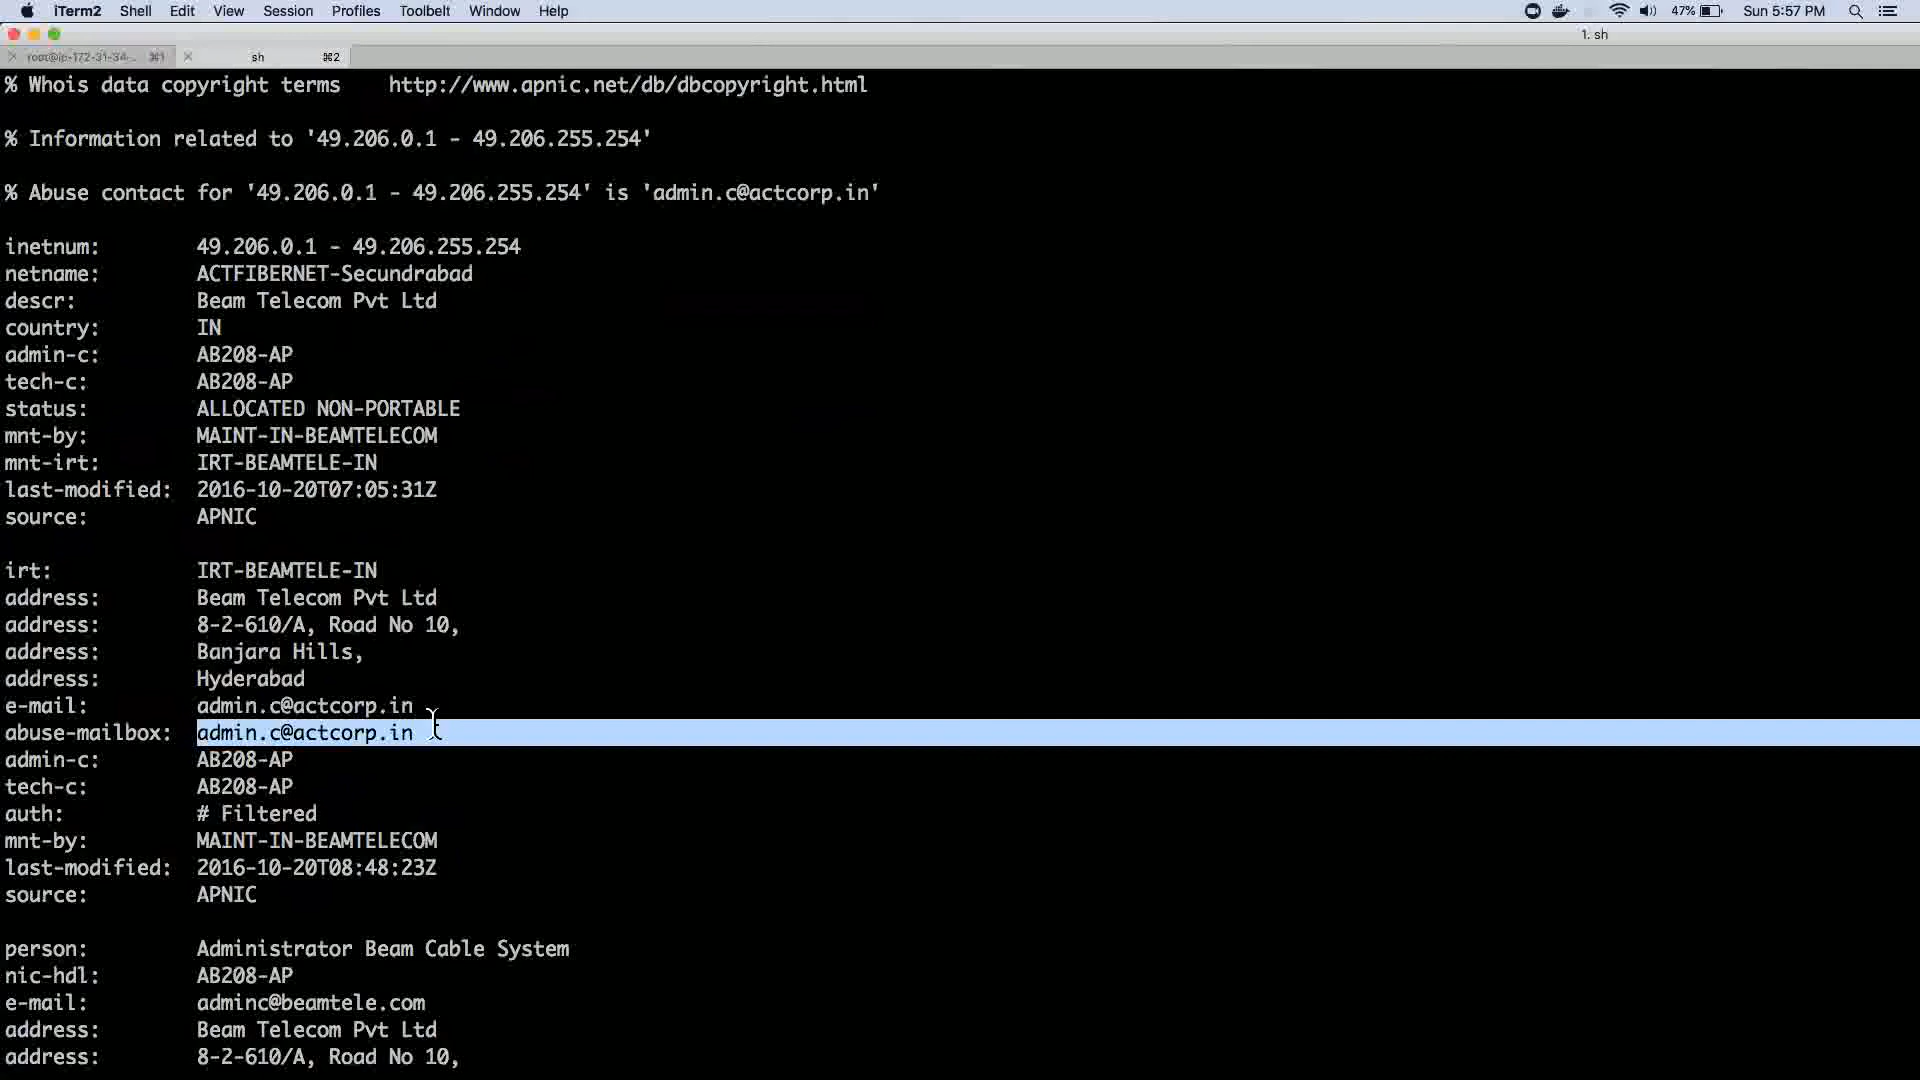 iTerm2 Shell Edit View Session Profiles Toolbelt Window Help 47% Sun 5:57 PM
1. sh
root@ip-172-31-34-... ⌘1 sh ⌘2
% Whois data copyright terms    http://www.apnic.net/db/dbcopyright.html
% Information related to '49.206.0.1 - 49.206.255.254'
% Abuse contact for '49.206.0.1 - 49.206.255.254' is 'admin.c@actcorp.in'
inetnum:        49.206.0.1 - 49.206.255.254
netname:        ACTFIBERNET-Secundrabad
descr:          Beam Telecom Pvt Ltd
country:        IN
admin-c:        AB208-AP
tech-c:         AB208-AP
status:         ALLOCATED NON-PORTABLE
mnt-by:         MAINT-IN-BEAMTELECOM
mnt-irt:        IRT-BEAMTELE-IN
last-modified:  2016-10-20T07:05:31Z
source:         APNIC
irt:            IRT-BEAMTELE-IN
address:        Beam Telecom Pvt Ltd
address:        8-2-610/A, Road No 10,
address:        Banjara Hills,
address:        Hyderabad
e-mail:         admin.c@actcorp.in
abuse-mailbox:  admin.c@actcorp.in
admin-c:        AB208-AP
tech-c:         AB208-AP
auth:           # Filtered
mnt-by:         MAINT-IN-BEAMTELECOM
last-modified:  2016-10-20T08:48:23Z
source:         APNIC
person:         Administrator Beam Cable System
nic-hdl:        AB208-AP
e-mail:         adminc@beamtele.com
address:        Beam Telecom Pvt Ltd
address:        8-2-610/A, Road No 10,